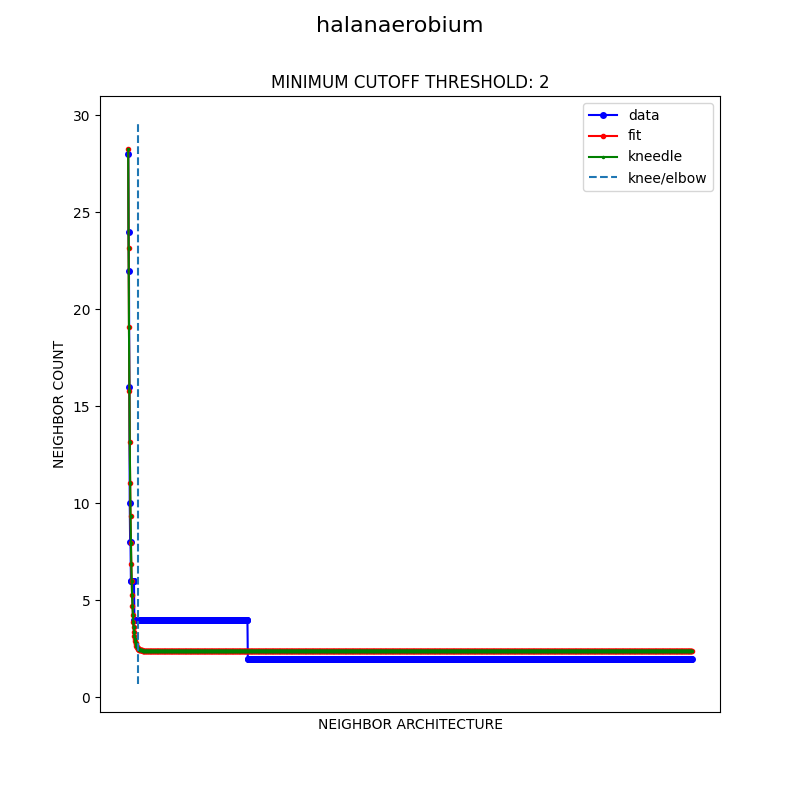 halanaerobium
MINIMUM CUTOFF THRESHOLD: 2
data
fit
kneedle
knee/elbow
30
25
20
15
10
5
0
NEIGHBOR COUNT
NEIGHBOR ARCHITECTURE